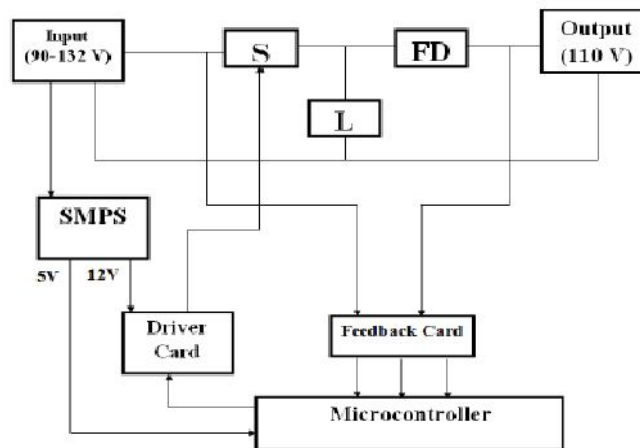 Input
(90-132 V)
S
FD
Output
(110 V)
L
SMPS
5V
12V
Driver
Card
Feedback Card
Microcontroller